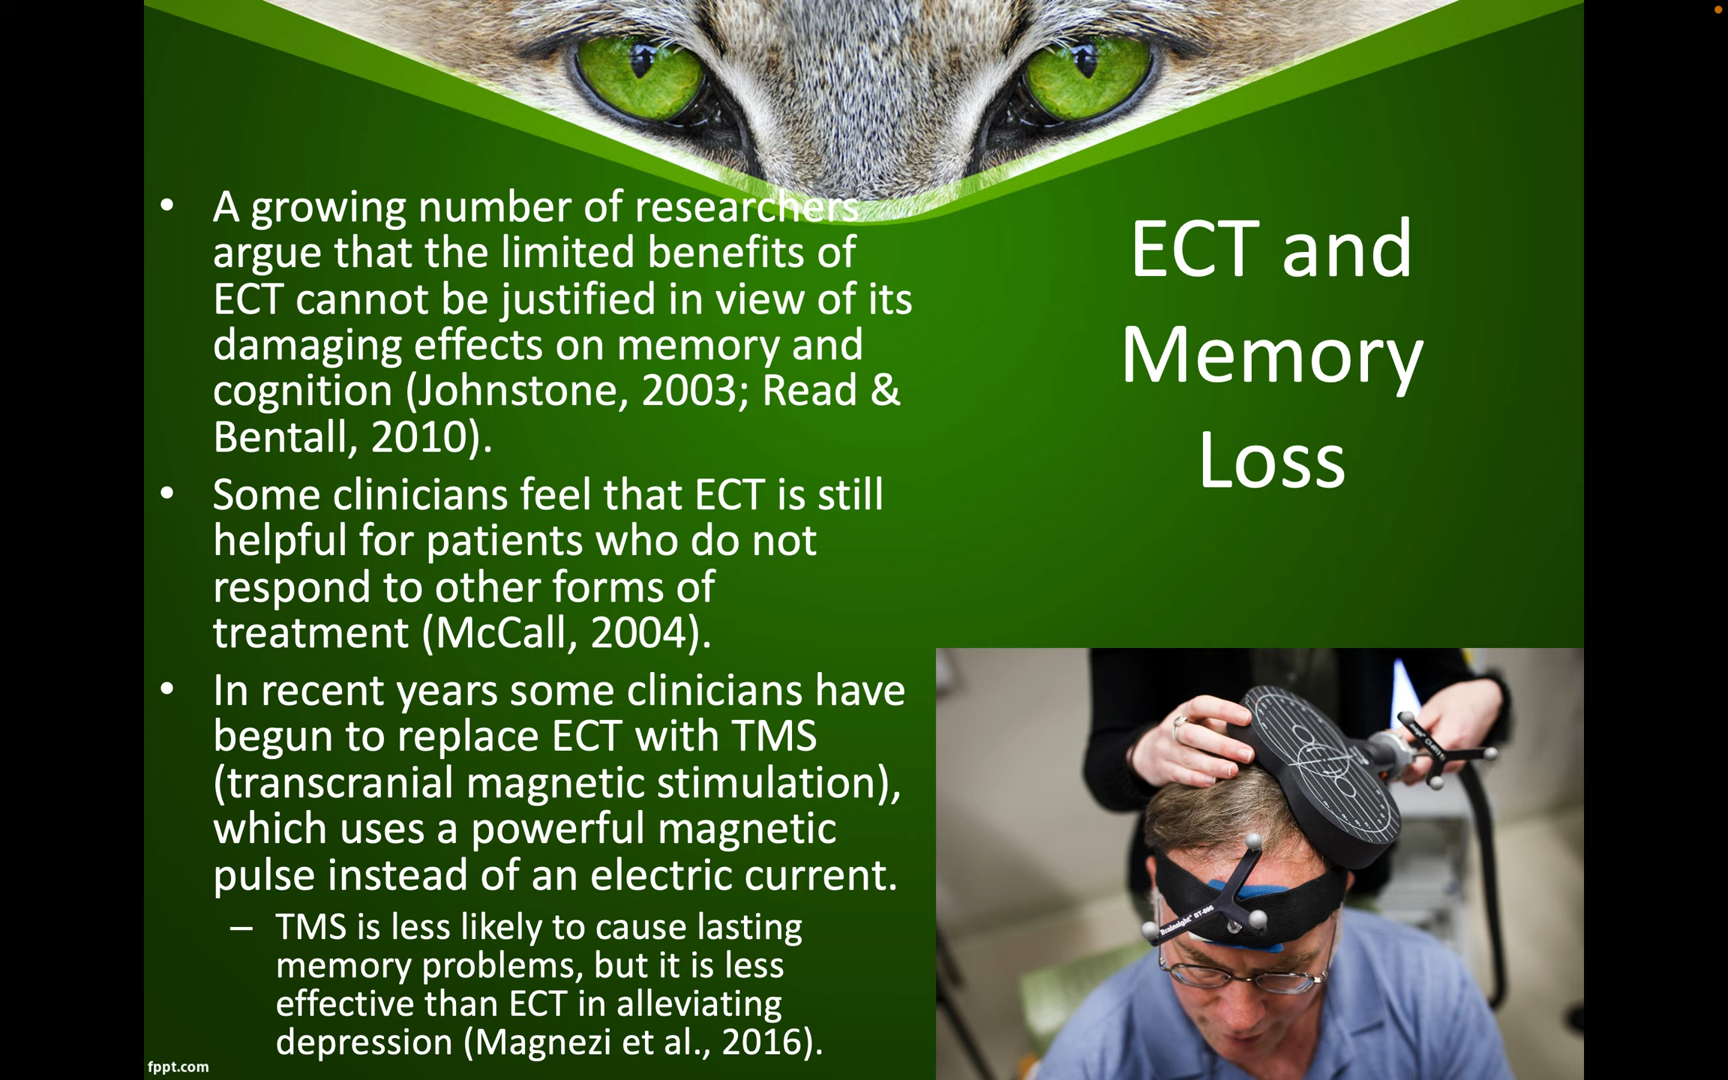 • A growing number of researchers
argue that the limited benefits of
ECT cannot be justified in view of its
damaging effects on memory and
cognition (Johnstone, 2003; Read &
Bentall, 2010).
• Some clinicians feel that ECT is still
helpful for patients who do not
respond to other forms of
treatment (McCall, 2004).
• In recent years some clinicians have
begun to replace ECT with TMS
(transcranial magnetic stimulation),
which uses a powerful magnetic
pulse instead of an electric current.
– TMS is less likely to cause lasting
memory problems, but it is less
effective than ECT in alleviating
depression (Magnezi et al., 2016).
ECT and
Memory
Loss
Brainsight
fppt.com